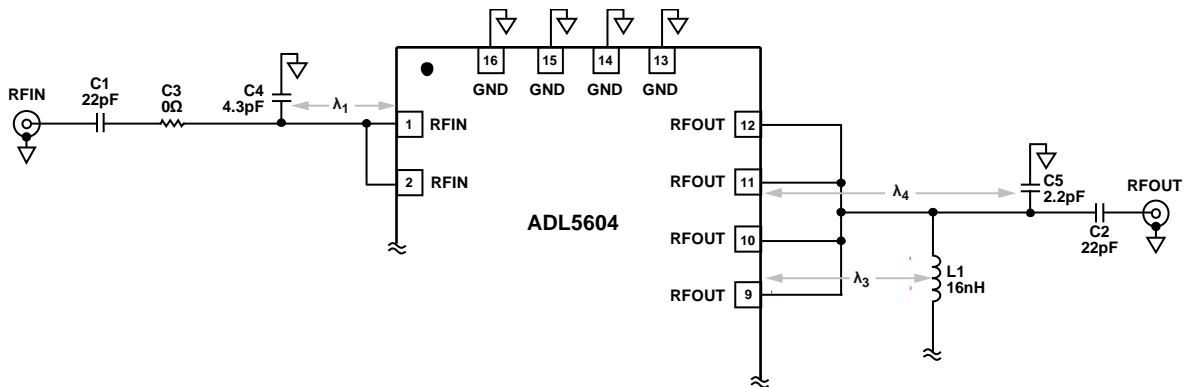 16
15
14
13
GND
GND
GND
GND
RFIN
C1
22pF
C3
0Ω
C4
4.3pF
λ1
1
RFIN
2
RFIN
ADL5604
RFOUT
12
RFOUT
11
RFOUT
10
RFOUT
9
λ4
λ3
L1
16nH
C5
2.2pF
C2
22pF
RFOUT